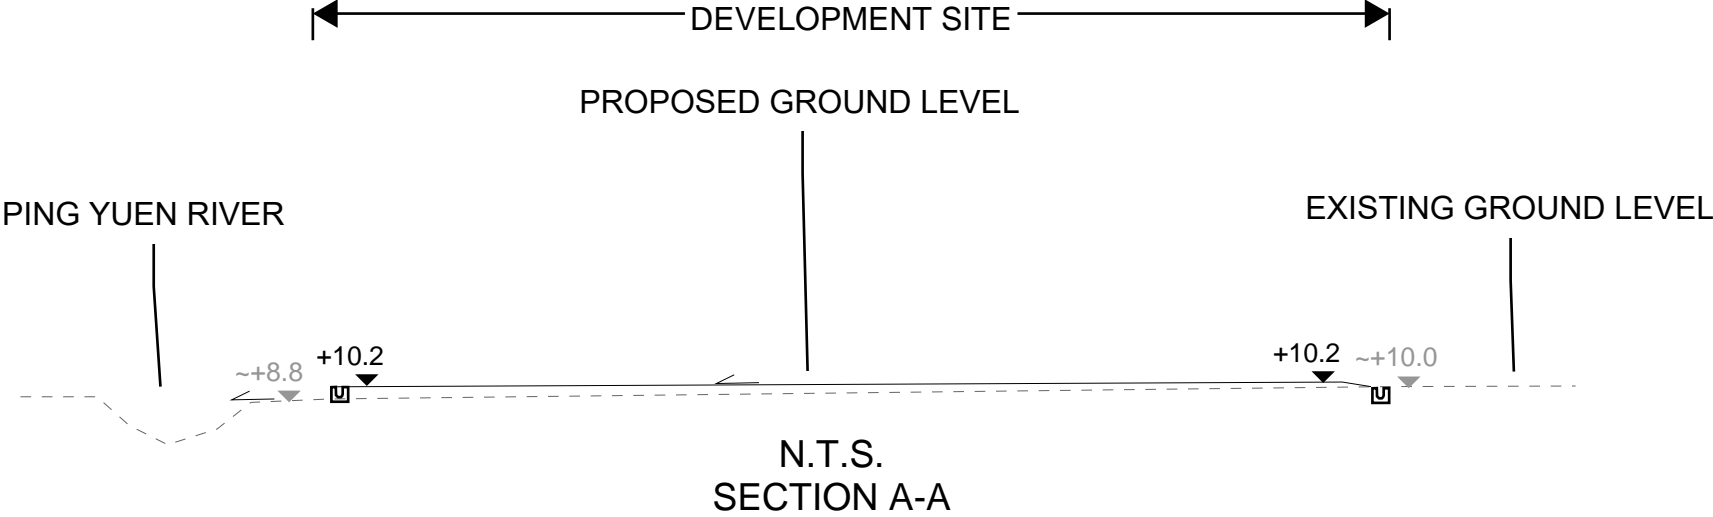 DEVELOPMENT SITE
PROPOSED GROUND LEVEL
PING YUEN RIVER
EXISTING GROUND LEVEL
~+8.8
+10.2
+10.2
~+10.0
N.T.S.
SECTION A-A